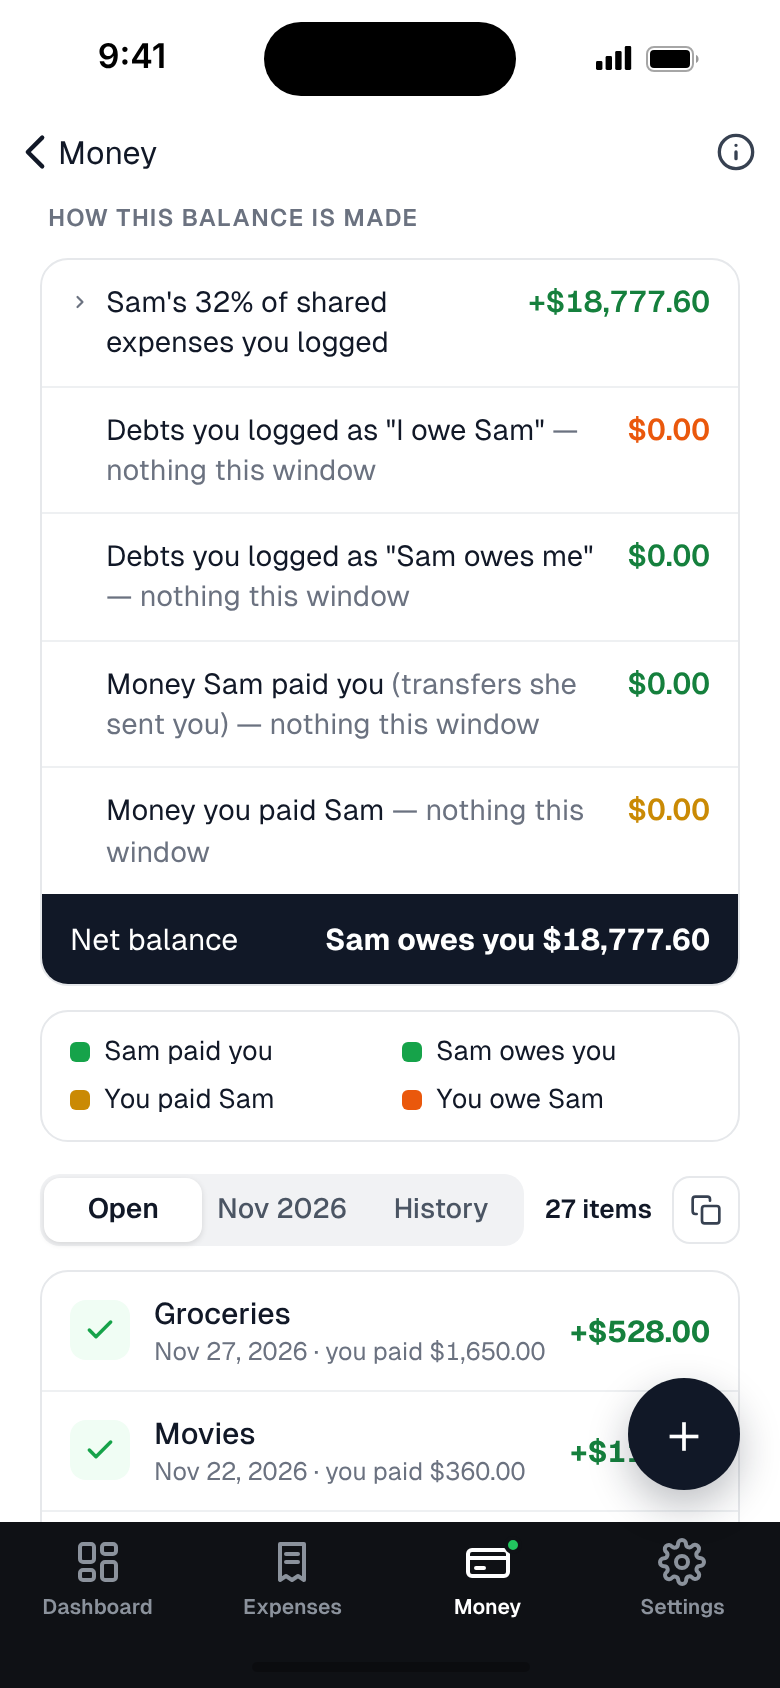 9:41
Money
HOW THIS BALANCE IS MADE
Sam's 32% of shared
expenses you logged
+$18,777.60
Debts you logged as "I owe Sam" —
nothing this window
$0.00
Debts you logged as "Sam owes me"
— nothing this window
$0.00
Money Sam paid you (transfers she
sent you) — nothing this window
$0.00
Money you paid Sam — nothing this
window
$0.00
Net balance
Sam owes you $18,777.60
Sam paid you
Sam owes you
You paid Sam
You owe Sam
Open
Nov 2026
History
27 items
Groceries
Nov 27, 2026 · you paid $1,650.00
+$528.00
Movies
Nov 22, 2026 · you paid $360.00
Dashboard
Expenses
Money
Settings